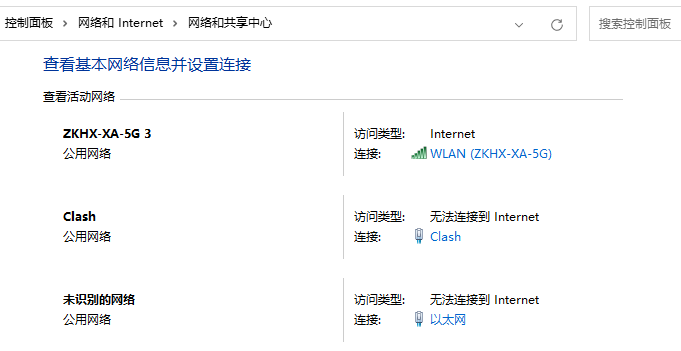 控制面板 > 网络和 Internet > 网络和共享中心
搜索控制面板
查看基本网络信息并设置连接
查看活动网络
ZKHX-XA-5G 3
公用网络
访问类型: Internet
连接: WLAN (ZKHX-XA-5G)
Clash
公用网络
访问类型: 无法连接到 Internet
连接: Clash
未识别的网络
公用网络
访问类型: 无法连接到 Internet
连接: 以太网